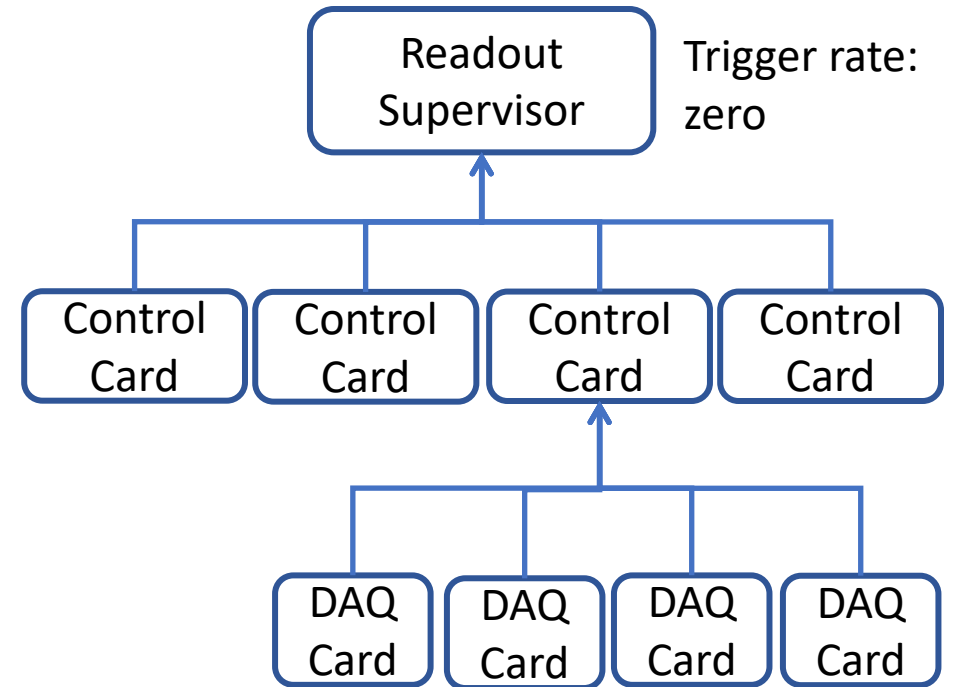 Readout
Supervisor
Trigger rate:
zero
Control
Card
Control
Card
Control
Card
Control
Card
DAQ
Card
DAQ
Card
DAQ
Card
DAQ
Card